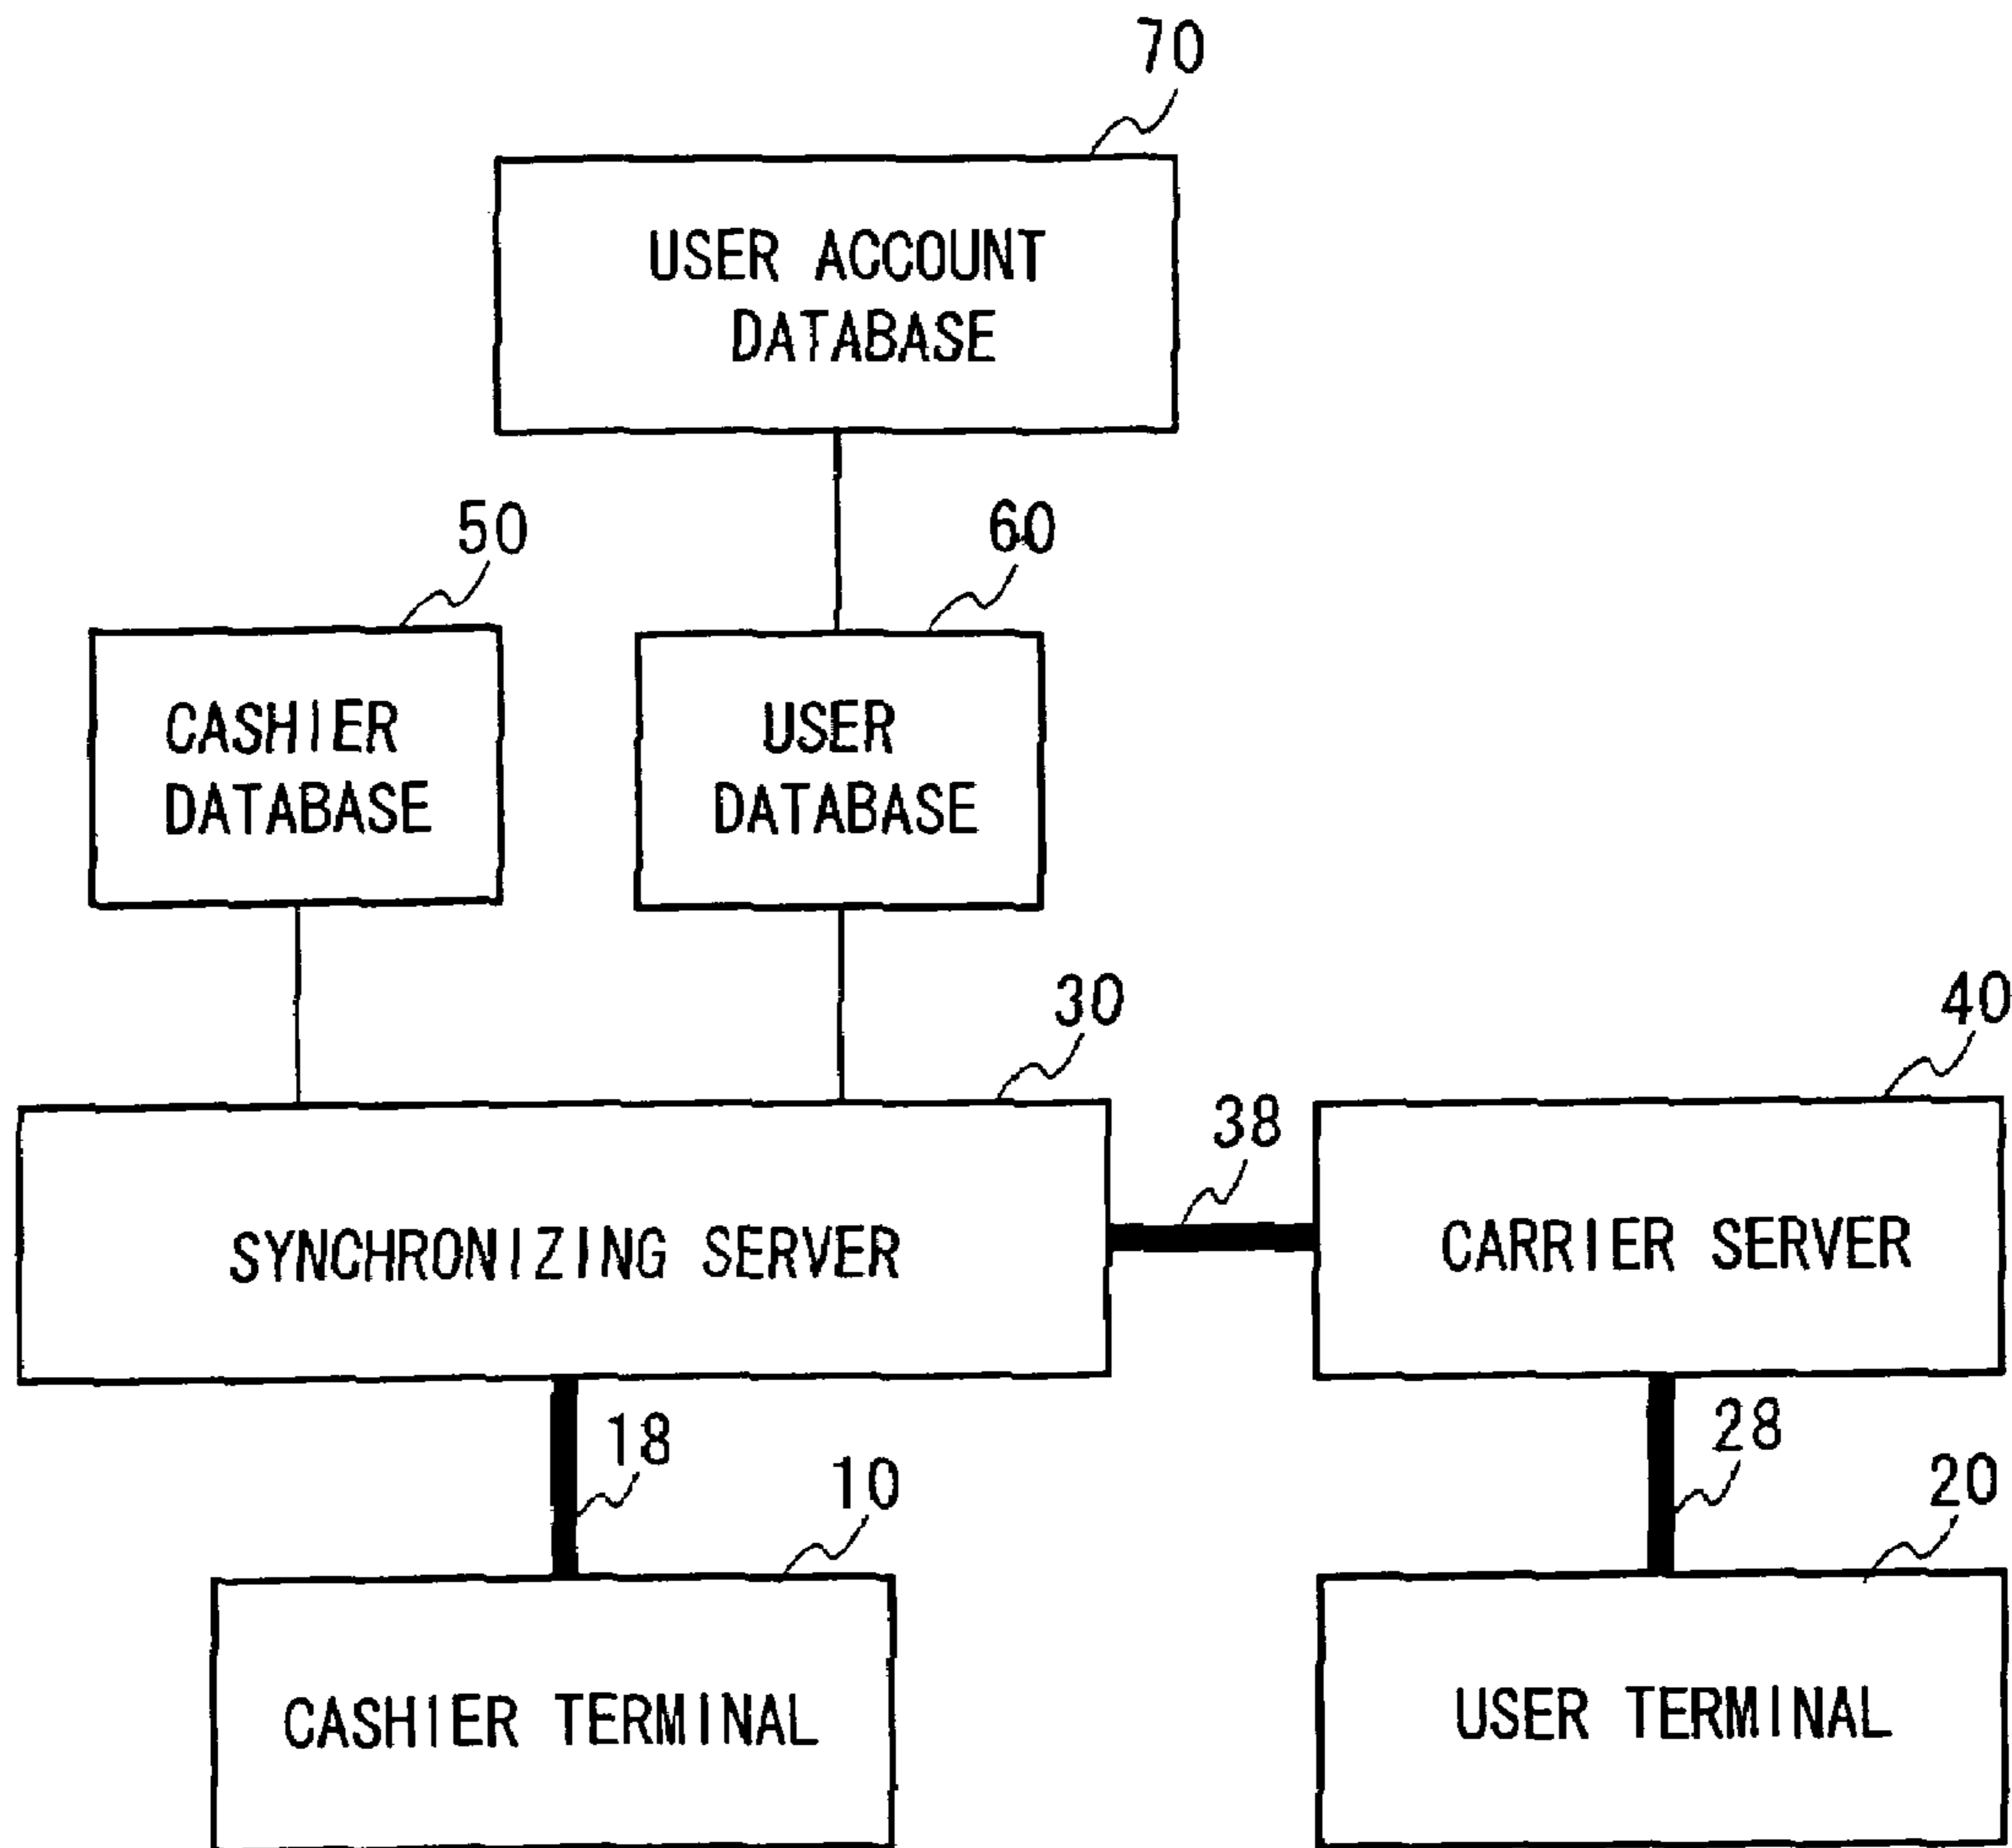 70
USER ACCOUNT
DATABASE
50
60
CASHIER
DATABASE
USER
DATABASE
30
40
38
SYNCHRONIZING SERVER
CARRIER SERVER
18
28
10
20
CASHIER TERMINAL
USER TERMINAL